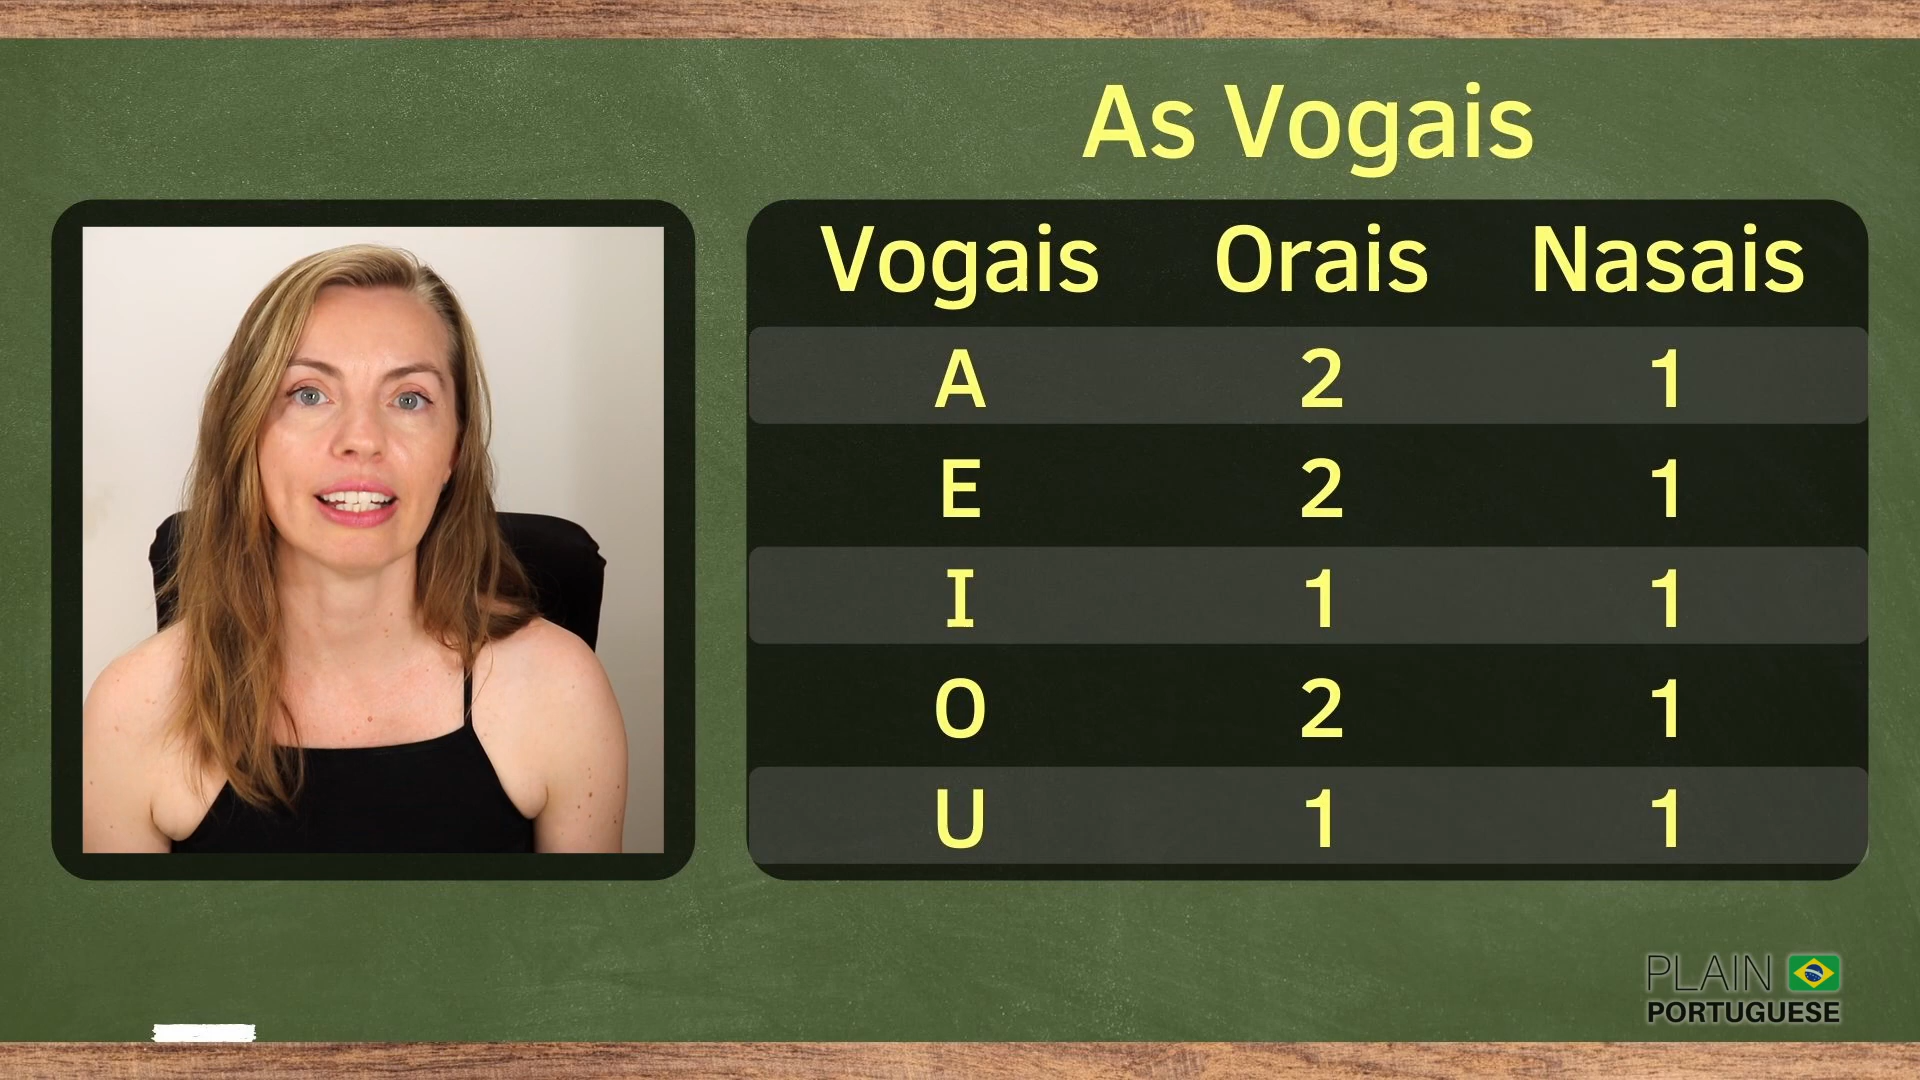 As Vogais
Vogais Orais Nasais
A 2 1
E 2 1
I 1 1
O 2 1
U 1 1
PLAIN
PORTUGUESE